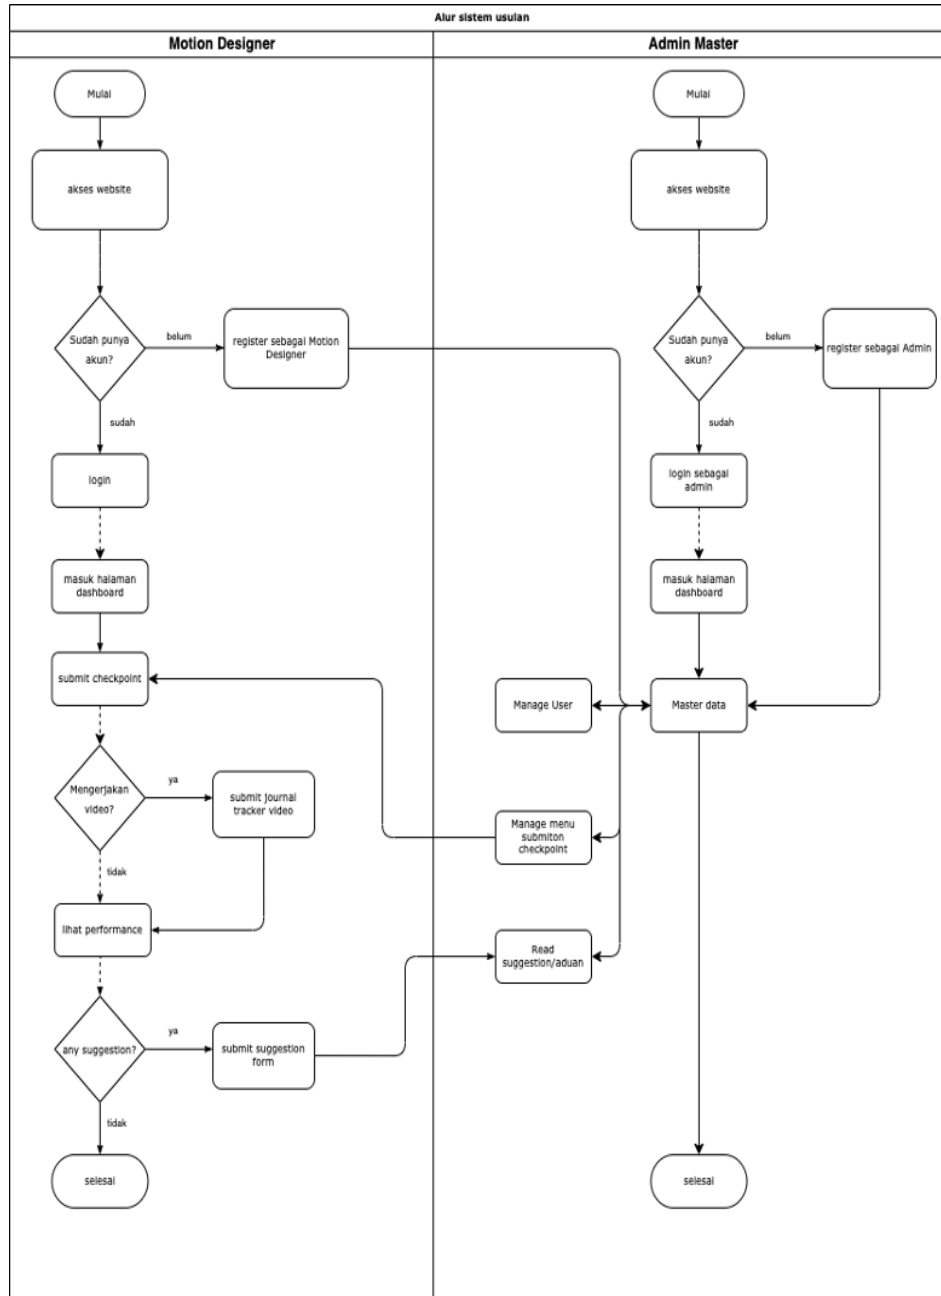 Alur sistem usulan
Motion Designer
Admin Master
Mulai
akses website
Sudah punya
akun?
belum
register sebagai Motion
Designer
sudah
login
masuk halaman
dashboard
submit checkpoint
Mengerjakan
video?
ya
submit journal
tracker video
tidak
lihat performance
any suggestion?
ya
submit suggestion
form
tidak
selesai
Mulai
akses website
Sudah punya
akun?
belum
register sebagai Admin
sudah
login sebagai
admin
masuk halaman
dashboard
Manage User
Master data
Manage menu
submiton
checkpoint
Read
suggestion/aduan
selesai